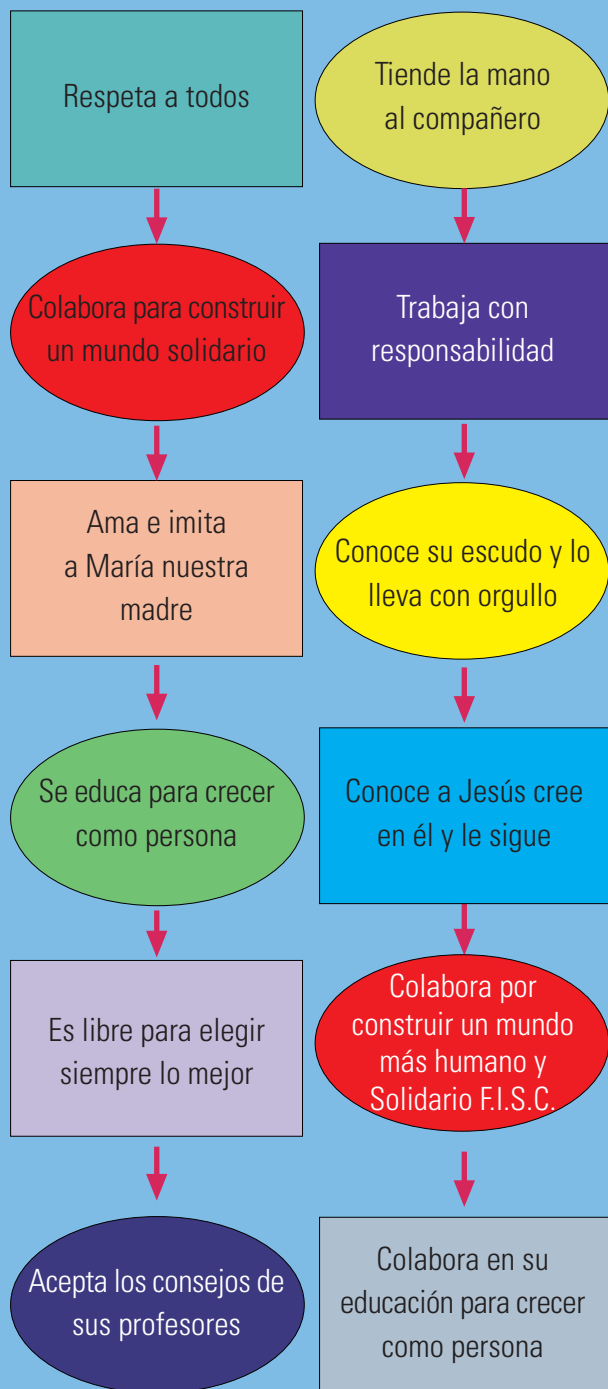 Respeta a todos
Colabora para construir
un mundo solidario
Ama e imita
a María nuestra
madre
Se educa para crecer
como persona
Es libre para elegir
siempre lo mejor
Acepta los consejos de
sus profesores
Tiende la mano
al compañero
Trabaja con
responsabilidad
Conoce su escudo y lo
lleva con orgullo
Conoce a Jesús cree
en él y le sigue
Colabora por
construir un mundo
más humano y
Solidario F.I.S.C.
Colabora en su
educación para crecer
como persona